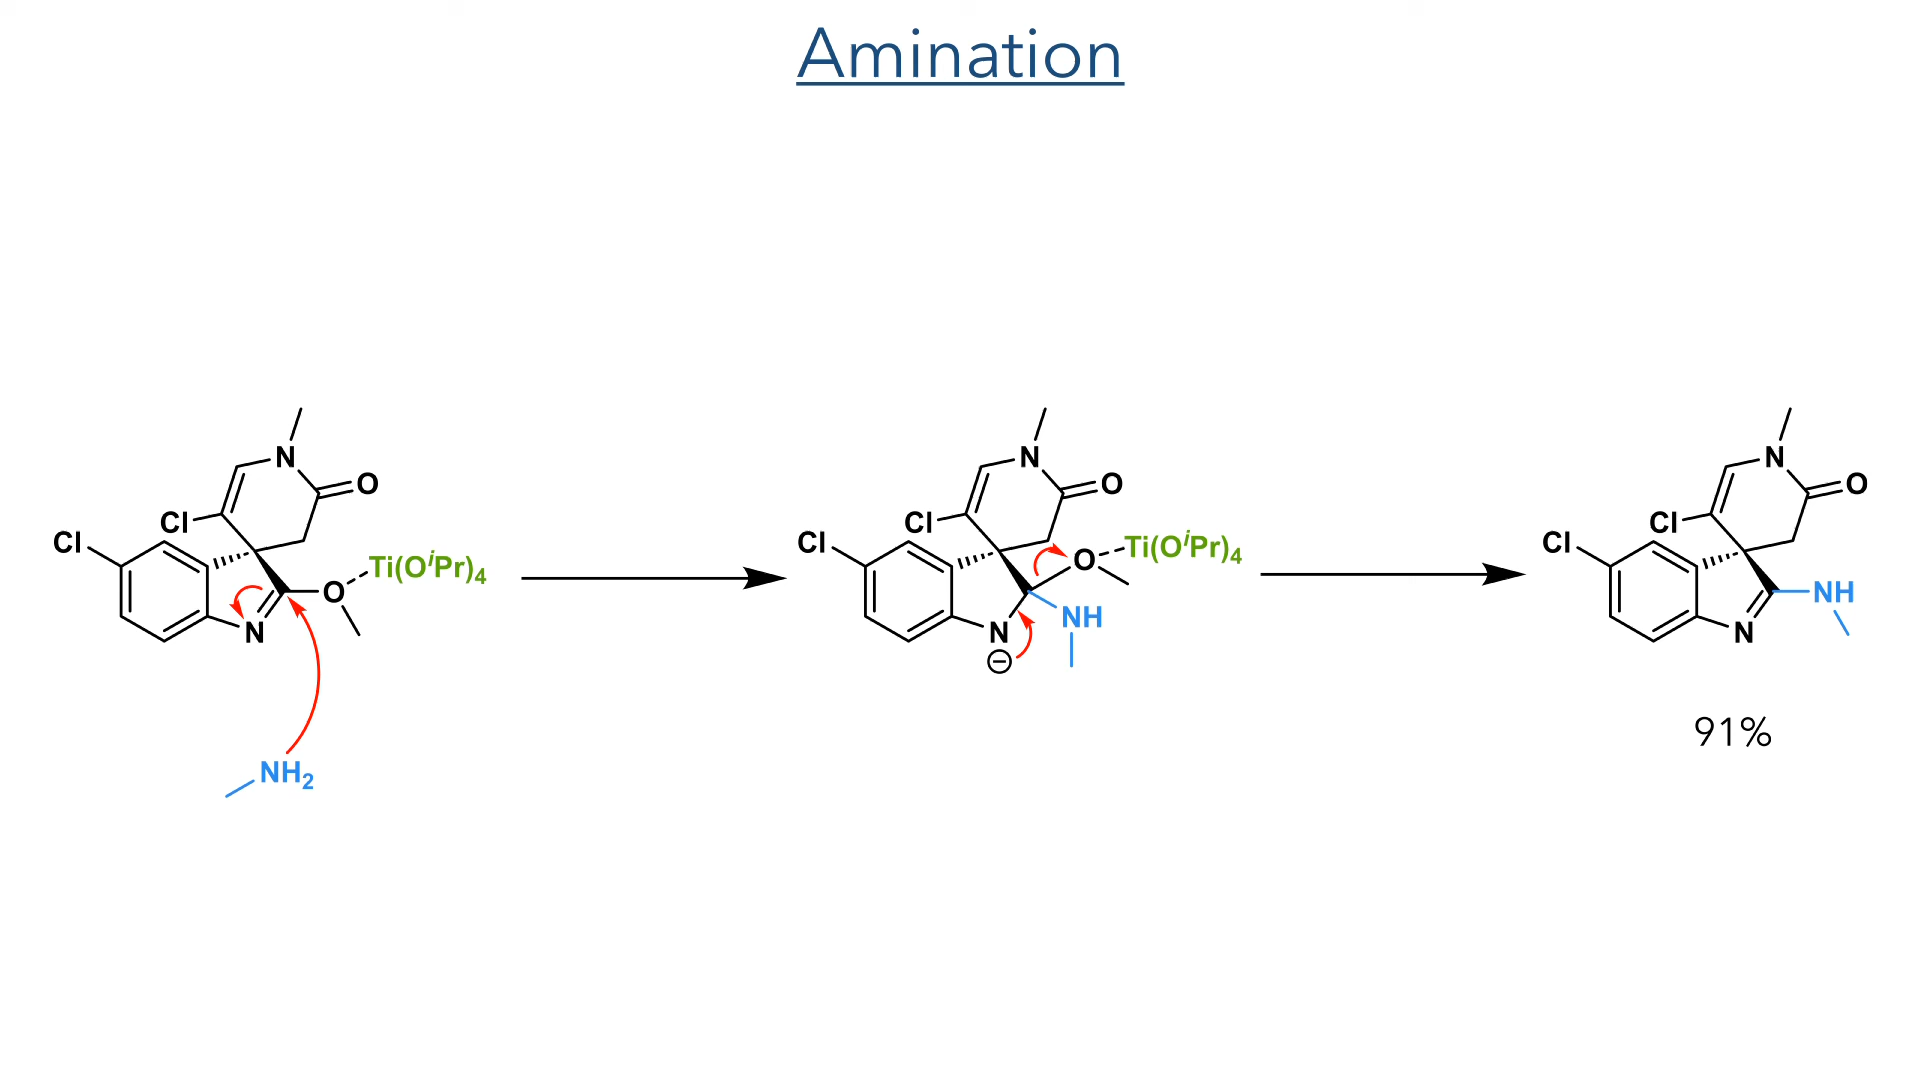 Amination
N
O
Cl
Cl
Ti(OⁱPr)₄
O
N
NH₂
N
O
Cl
Cl
Ti(OⁱPr)₄
O
NH
N
⊖
N
O
Cl
Cl
NH
N
91%